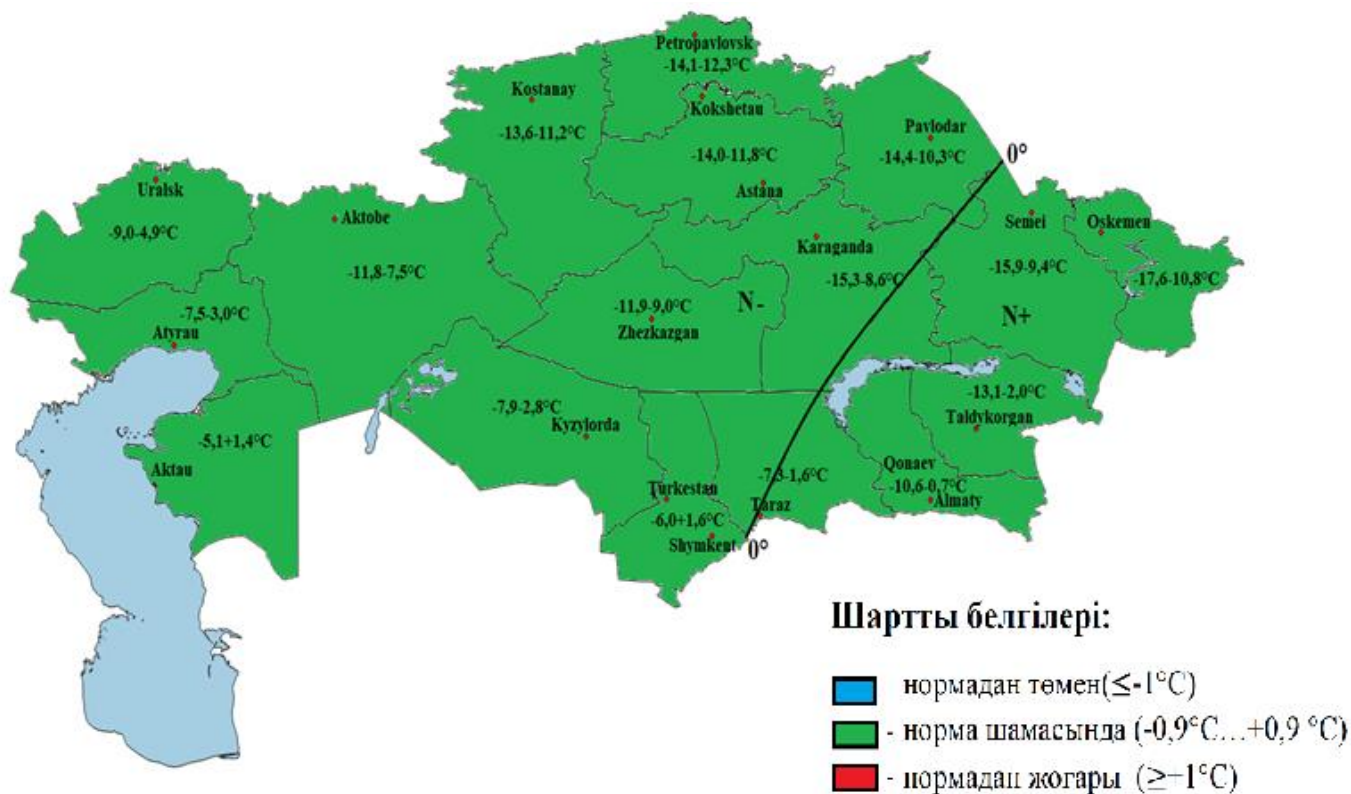 Petropavlovsk
-14,1-12,3°C
Kostanay
Kokshetau
-13,6-11,2°C
Pavlodar
-14,4-10,3°C
0°
-14,0-11,8°C
Astana
Uralsk
-9,0-4,9°C
Aktobe
-11,8-7,5°C
Karaganda
-15,3-8,6°C
Semei
-15,9-9,4°C
Oskemen
-17,6-10,8°C
N-
N+
-11,9-9,0°C
Zhezkazgan
-7,5-3,0°C
Atyrau
-7,9-2,8°C
Kyzylorda
-13,1-2,0°C
Taldykorgan
-5,1+1,4°C
Aktau
Qonaev
-10,6-0,7°C
Almaty
-7,3-1,6°C
Taraz
Turkestan
-6,0+1,6°C
Shymkent
0°
Шартты белгілері:
нормадан төмен(≤-1°C)
- норма шамасында (-0,9°C…+0,9 °C)
- нормадан жоғары (≥+1°C)